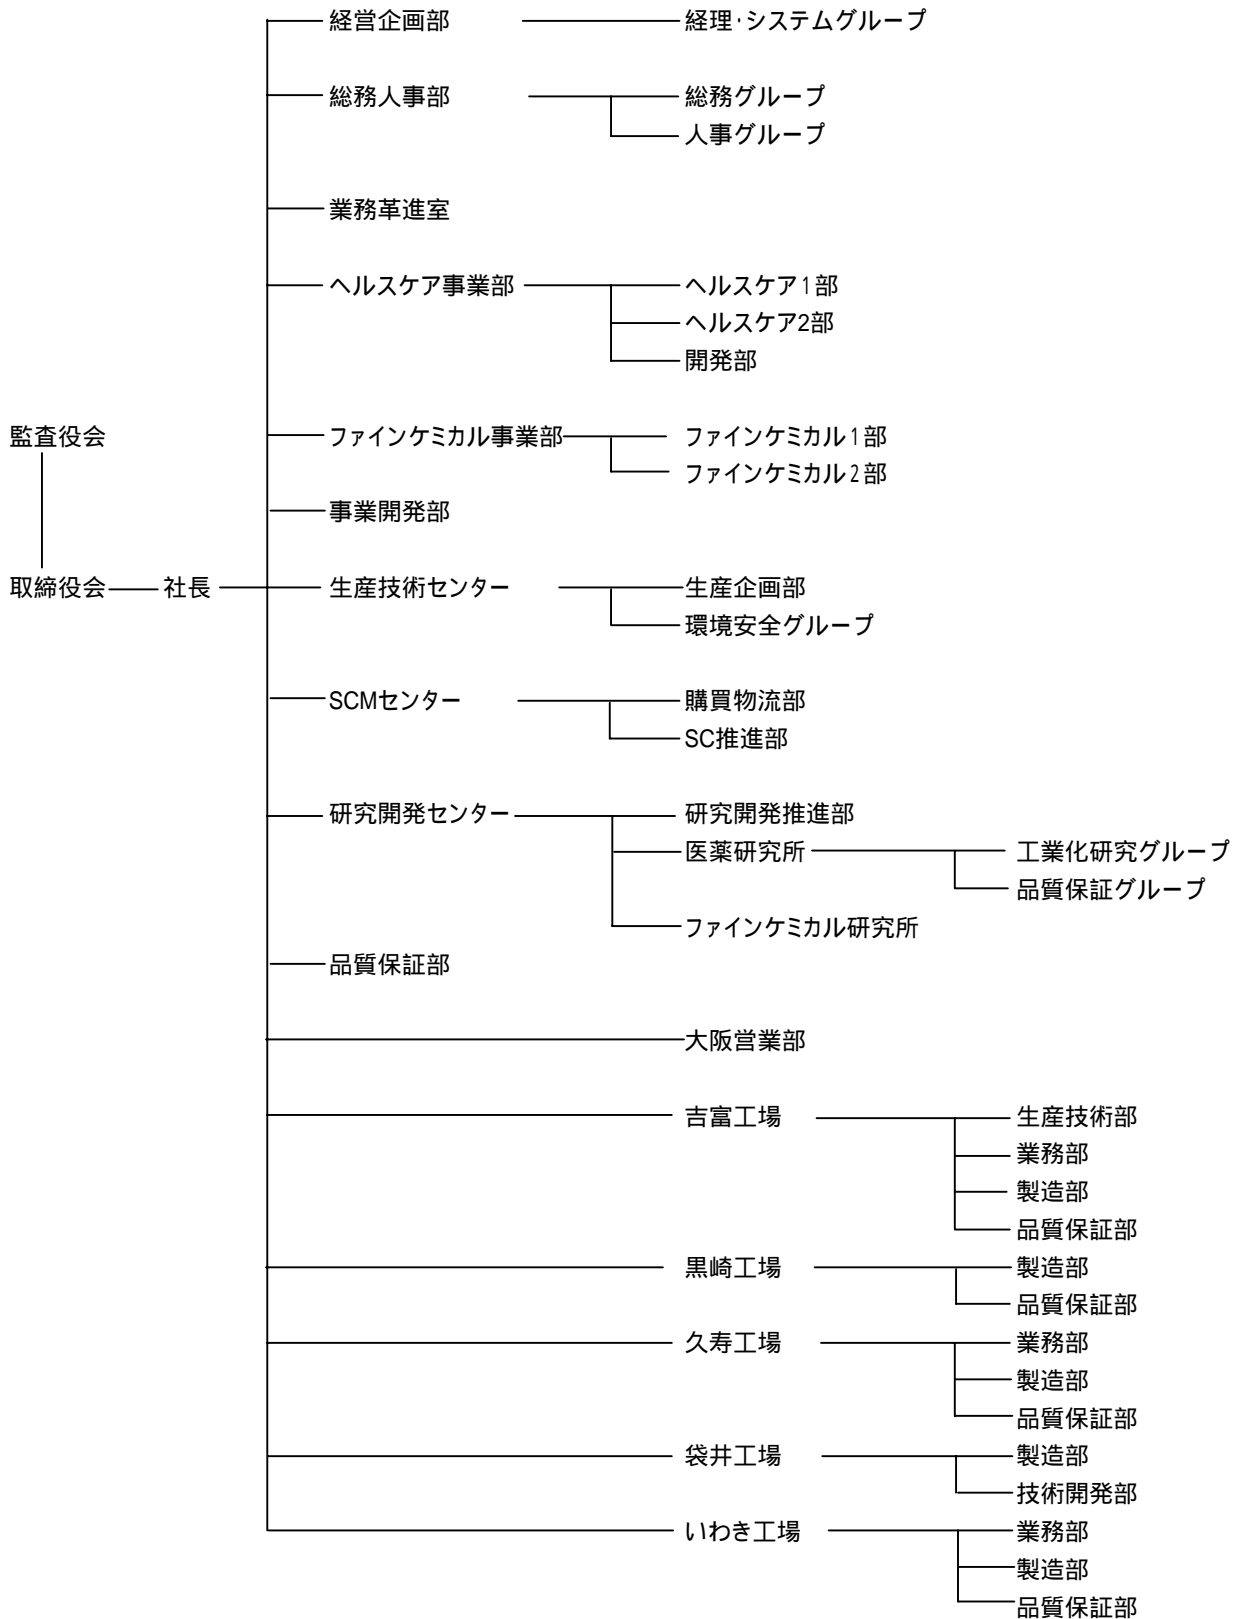 経営企画部 経理・システムグループ
総務人事部 総務グループ
人事グループ
業務革進室
ヘルスケア事業部 ヘルスケア1部
ヘルスケア2部
開発部
監査役会 ファインケミカル事業部 ファインケミカル1部
ファインケミカル2部
事業開発部
取締役会 社長 生産技術センター 生産企画部
環境安全グループ
SCMセンター 購買物流部
SC推進部
研究開発センター 研究開発推進部
医薬研究所 工業化研究グループ
品質保証グループ
ファインケミカル研究所
品質保証部
大阪営業部
吉富工場 生産技術部
業務部
製造部
品質保証部
黒崎工場 製造部
品質保証部
久寿工場 業務部
製造部
品質保証部
袋井工場 製造部
技術開発部
いわき工場 業務部
製造部
品質保証部